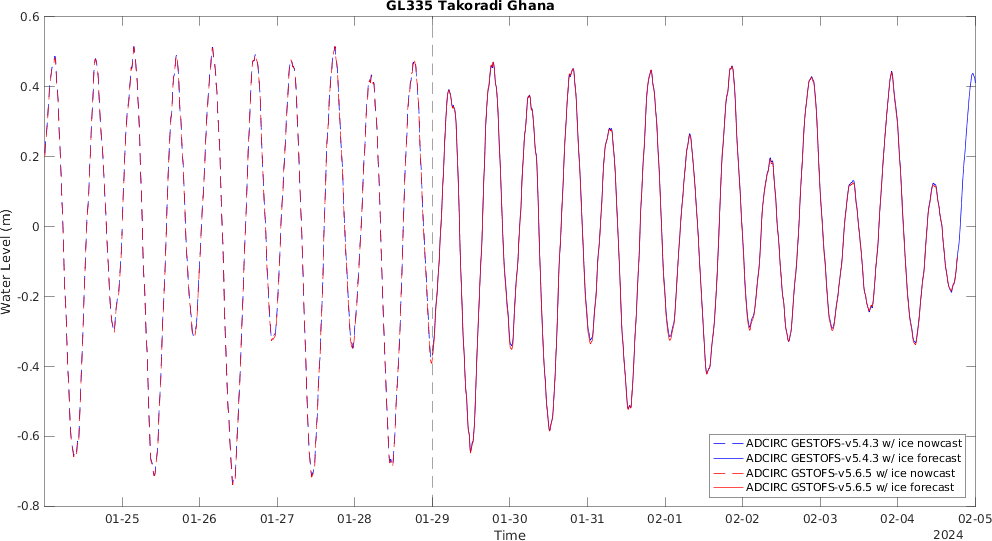 GL335 Takoradi Ghana
0.6
0.4
0.2
0
-0.2
-0.4
-0.6
-0.8
Water Level (m)
ADCIRC GESTOFS-v5.4.3 w/ ice nowcast
ADCIRC GESTOFS-v5.4.3 w/ ice forecast
ADCIRC GSTOFS-v5.6.5 w/ ice nowcast
ADCIRC GSTOFS-v5.6.5 w/ ice forecast
01-25 01-26 01-27 01-28 01-29 01-30 01-31 02-01 02-02 02-03 02-04 02-05
Time
2024